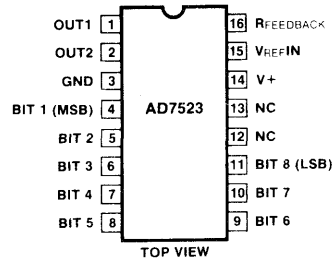 OUT1 1 16 RFEEDBACK
OUT2 2 15 VREFIN
GND 3 14 V+
BIT 1 (MSB) 4 AD7523 13 NC
BIT 2 5 12 NC
BIT 3 6 11 BIT 8 (LSB)
BIT 4 7 10 BIT 7
BIT 5 8 9 BIT 6
TOP VIEW